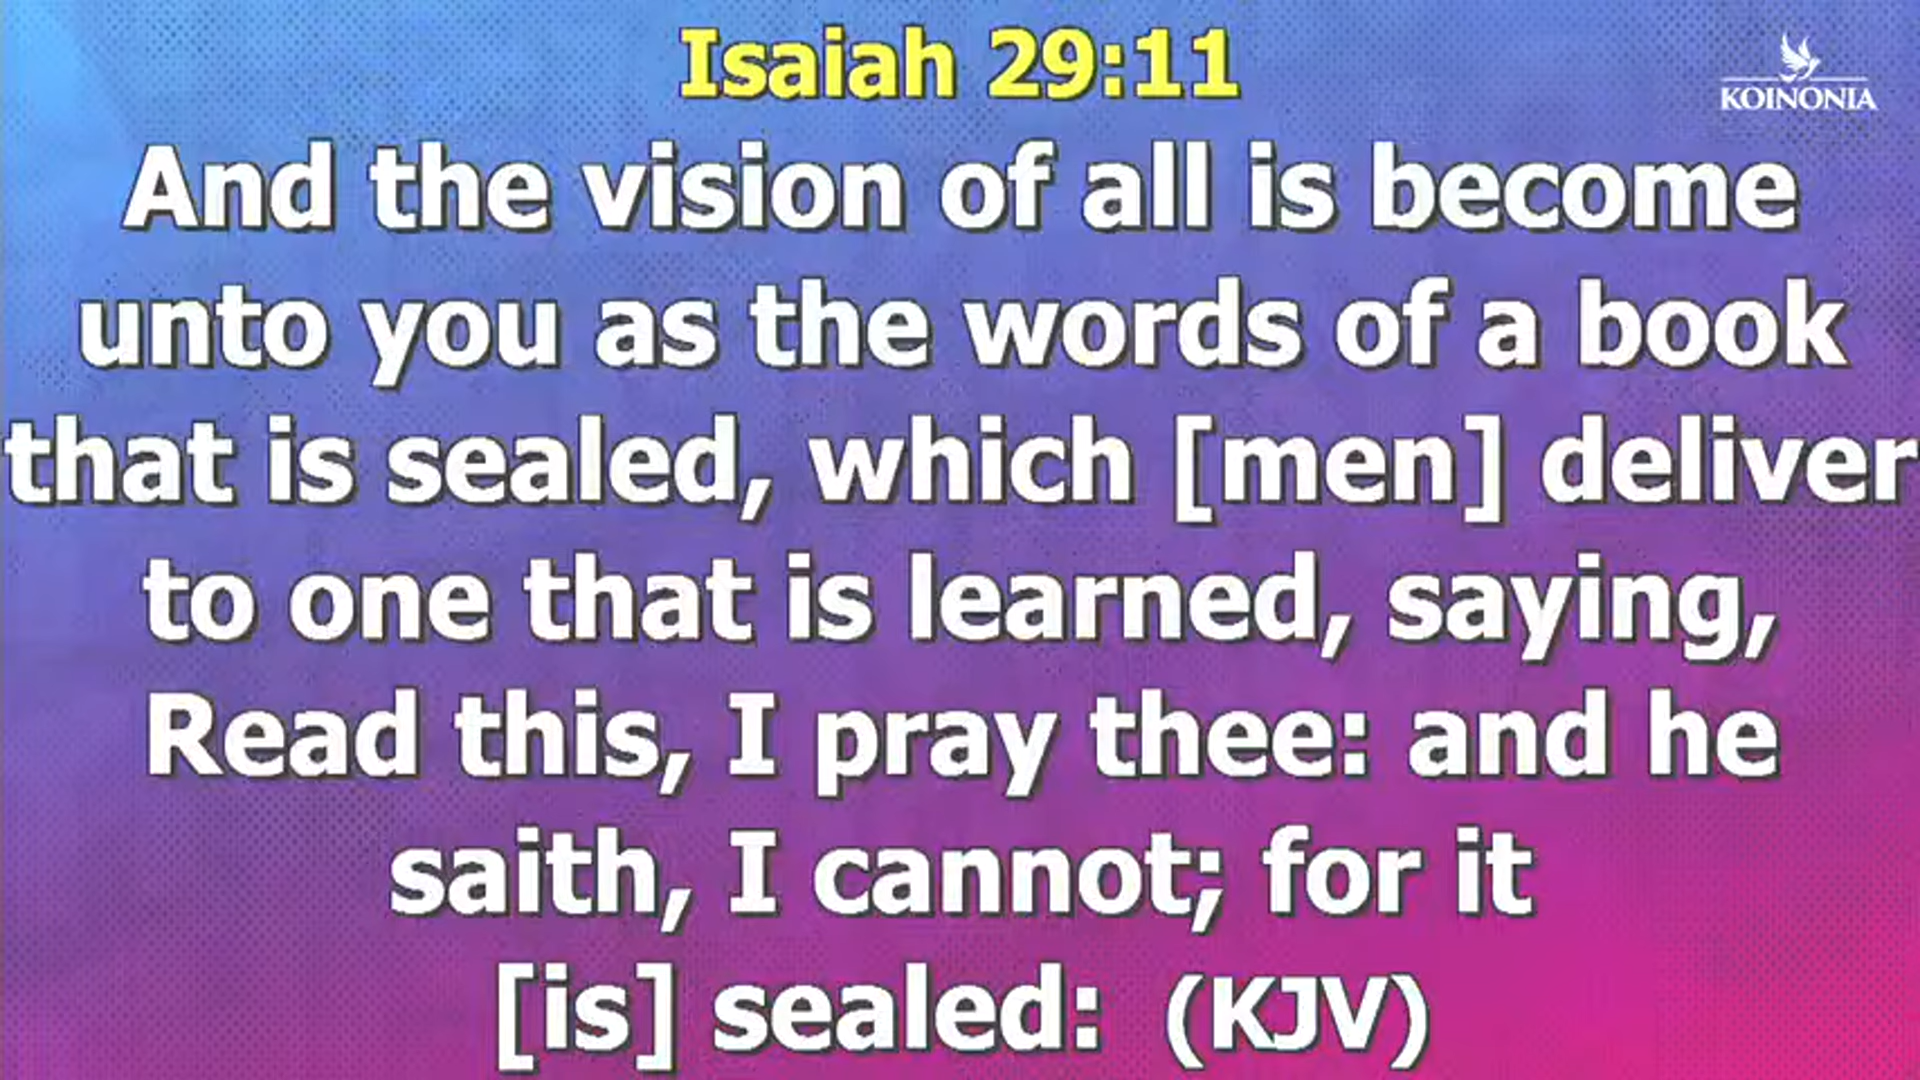 Isaiah 29:11
KOINONIA
And the vision of all is become
unto you as the words of a book
that is sealed, which [men] deliver
to one that is learned, saying,
Read this, I pray thee: and he
saith, I cannot; for it
[is] sealed: (KJV)